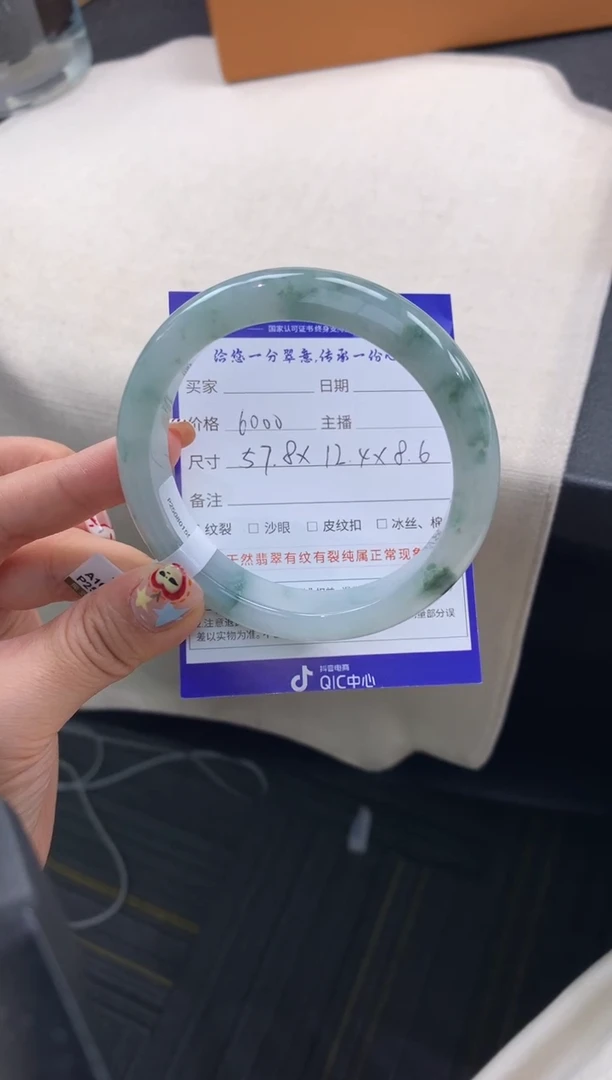 国家认可证书 终身支
给您一分翠意,传承一份心
买家 日期
价格 6000 主播
尺寸 57.8X 12.4X8.6
备注
纹裂 □ 沙眼 □ 皮纹扣 □ 冰丝、棉
天然翡翠有纹有裂纯属正常现象
差以实物为准
抖音电商
QIC中心